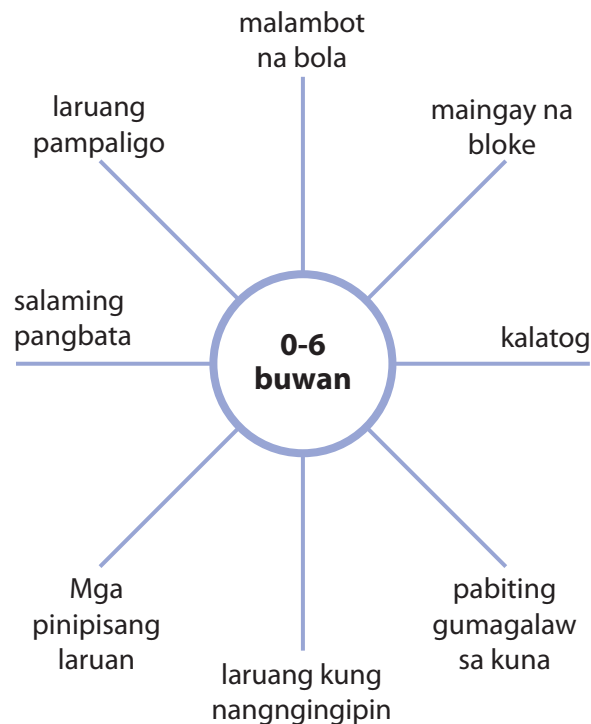 malambot
na bola
laruang
pampaligo
maingay na
bloke
salaming
pangbata
0-6
buwan
kalatog
Mga
pinipisang
laruan
laruang kung
nangngingipin
pabiting
gumagalaw
sa kuna